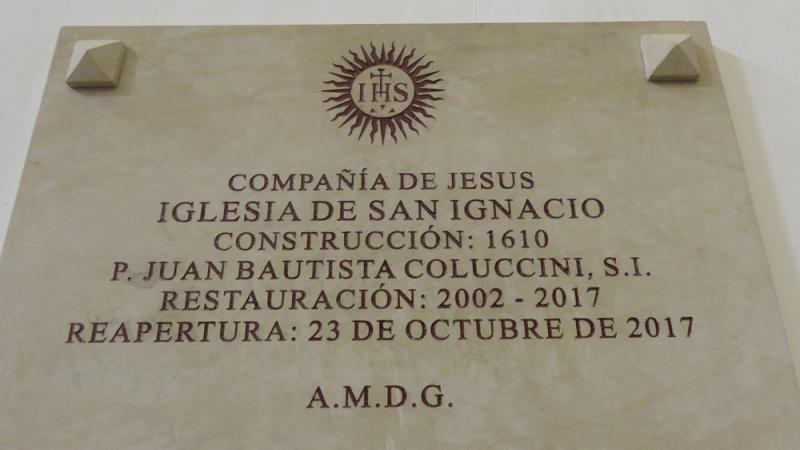 IHS
COMPAÑÍA DE JESUS
IGLESIA DE SAN IGNACIO
CONSTRUCCIÓN: 1610
P. JUAN BAUTISTA COLUCCINI, S.I.
RESTAURACIÓN: 2002 - 2017
REAPERTURA: 23 DE OCTUBRE DE 2017
A.M.D.G.